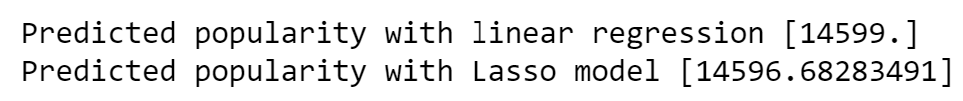 Predicted popularity with linear regression [14599.]
Predicted popularity with Lasso model [14596.68283491]